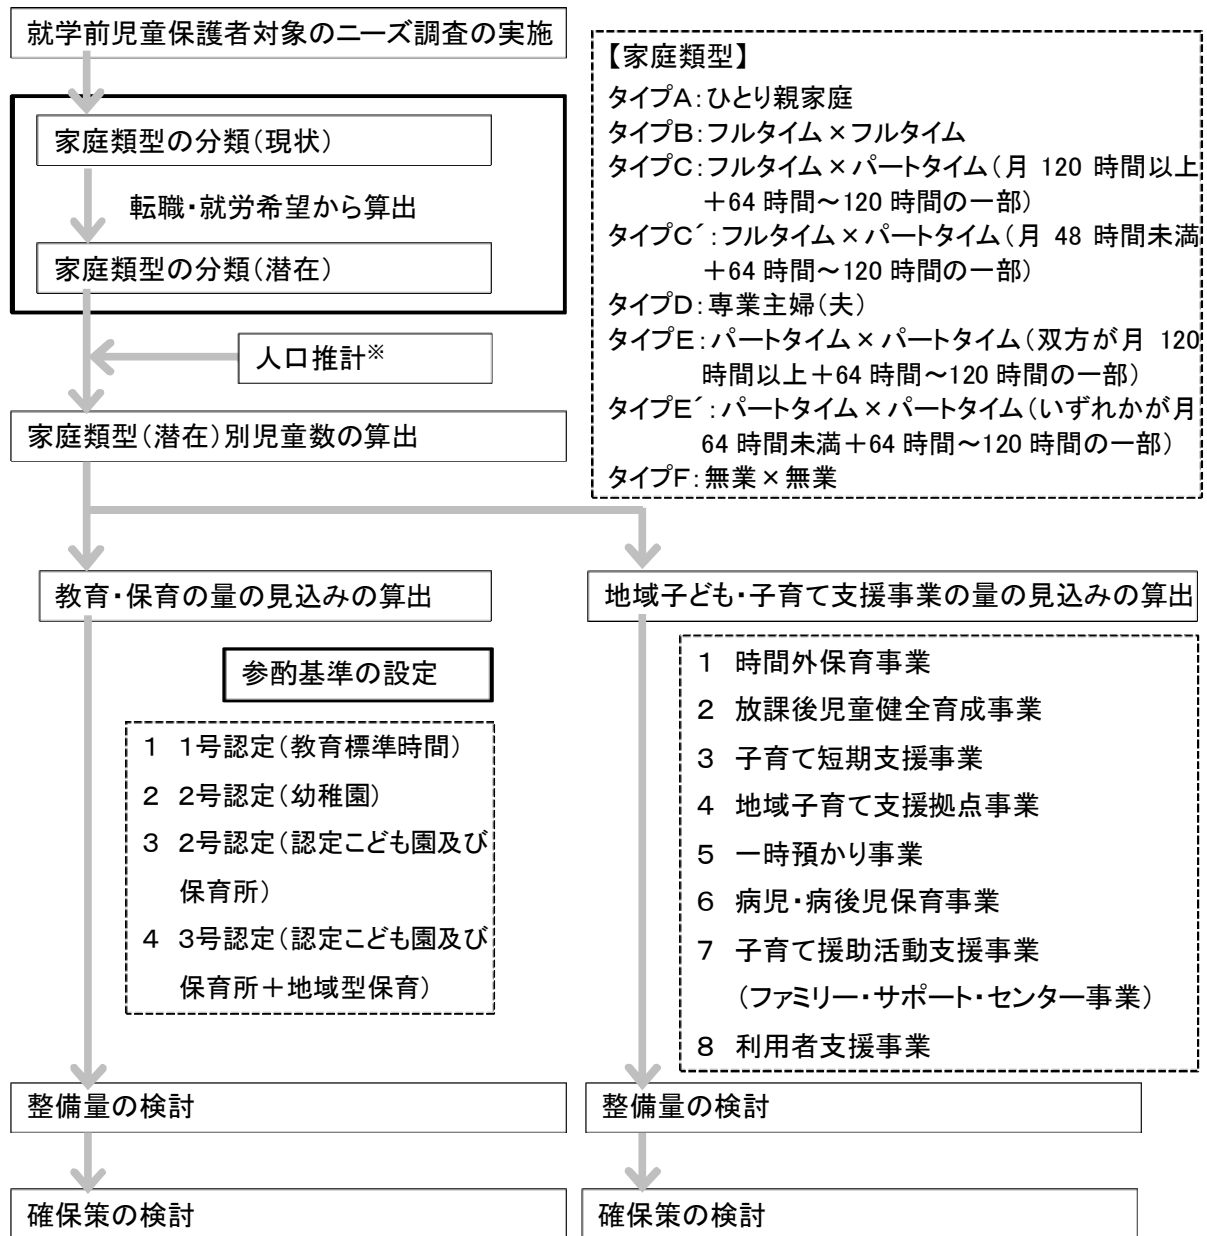 就学前児童保護者対象のニーズ調査の実施
家庭類型の分類（現状）
転職・就労希望から算出
家庭類型の分類（潜在）
人口推計※
家庭類型（潜在）別児童数の算出
【家庭類型】
タイプＡ：ひとり親家庭
タイプＢ：フルタイム×フルタイム
タイプＣ：フルタイム×パートタイム（月 120 時間以上
＋64 時間～120 時間の一部）
タイプＣ´：フルタイム×パートタイム（月 48 時間未満
＋64 時間～120 時間の一部）
タイプＤ：専業主婦（夫）
タイプＥ：パートタイム×パートタイム（双方が月 120
時間以上＋64 時間～120 時間の一部）
タイプＥ´：パートタイム×パートタイム（いずれかが月
64 時間未満＋64 時間～120 時間の一部）
タイプＦ：無業×無業
教育・保育の量の見込みの算出
参酌基準の設定
１ １号認定（教育標準時間）
２ ２号認定（幼稚園）
３ ２号認定（認定こども園及び
保育所）
４ ３号認定（認定こども園及び
保育所＋地域型保育）
整備量の検討
確保策の検討
地域子ども・子育て支援事業の量の見込みの算出
１ 時間外保育事業
２ 放課後児童健全育成事業
３ 子育て短期支援事業
４ 地域子育て支援拠点事業
５ 一時預かり事業
６ 病児・病後児保育事業
７ 子育て援助活動支援事業
（ファミリー・サポート・センター事業）
８ 利用者支援事業
整備量の検討
確保策の検討